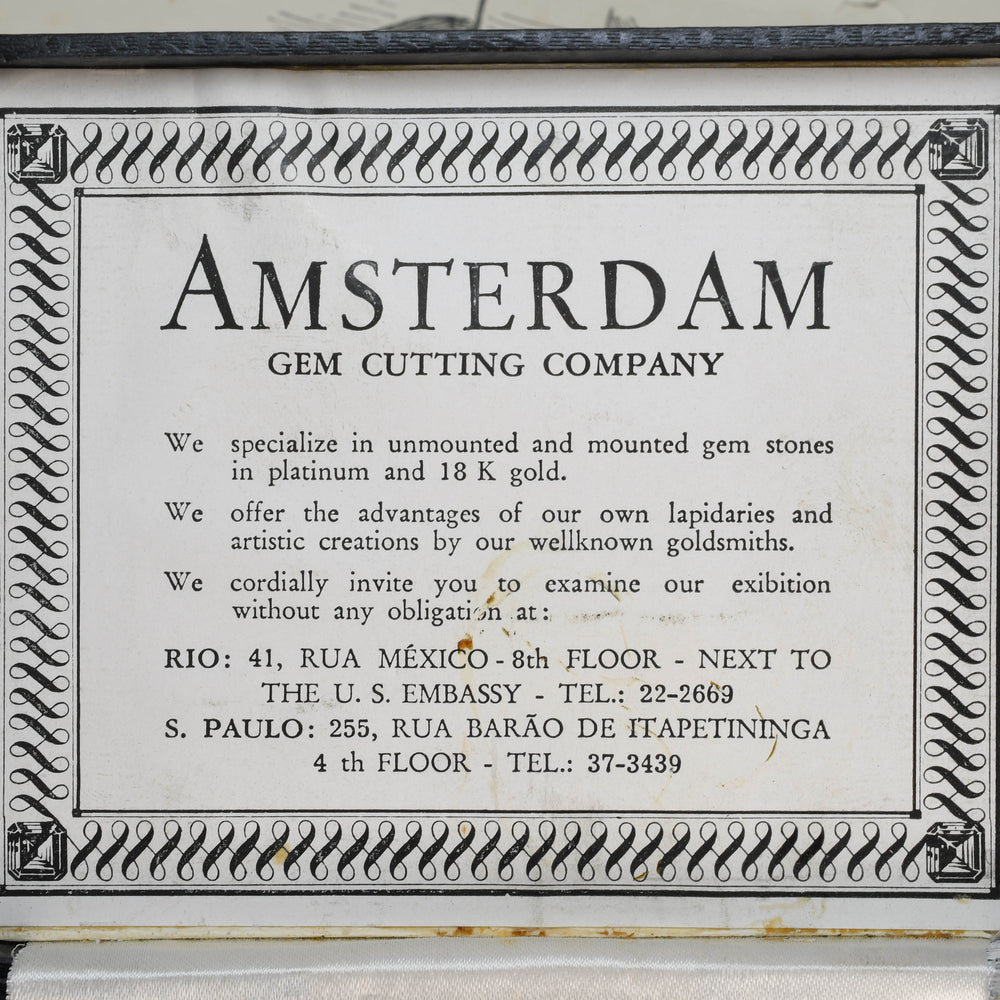 AMSTERDAM
GEM CUTTING COMPANY
We specialize in unmounted and mounted gem stones
in platinum and 18 K gold.
We offer the advantages of our own lapidaries and
artistic creations by our wellknown goldsmiths.
We cordially invite you to examine our exibition
without any obligation at:
RIO: 41, RUA MÉXICO - 8th FLOOR - NEXT TO
THE U. S. EMBASSY - TEL.: 22-2669
S. PAULO: 255, RUA BARÃO DE ITAPETININGA
4 th FLOOR - TEL.: 37-3439